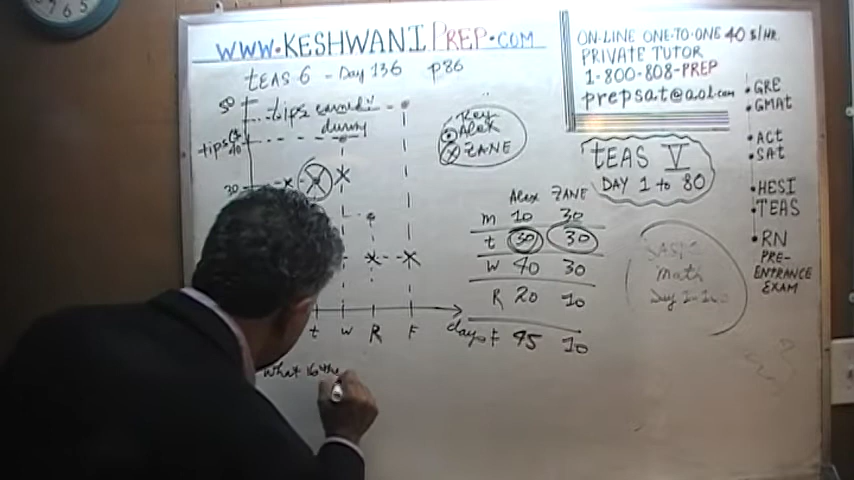 WWW.KESHWANIPREP.COM
TEAS 6 - Day 136 p86
50
tips earned
during
tips ($)
40
30
t w R F days
What is the
Key
Alex
ZANE
Alex ZANE
m 10 30
t 30 30
w 40 30
R 20 10
F 45 10
ON-LINE ONE-TO-ONE 40 $/HR.
PRIVATE TUTOR
1-800-808-PREP
prepsat@aol.com
TEAS V
DAY 1 to 80
BASIC
math
• GRE
• GMAT
• ACT
• SAT
• HESI
• TEAS
• RN
PRE-
ENTRANCE
EXAM